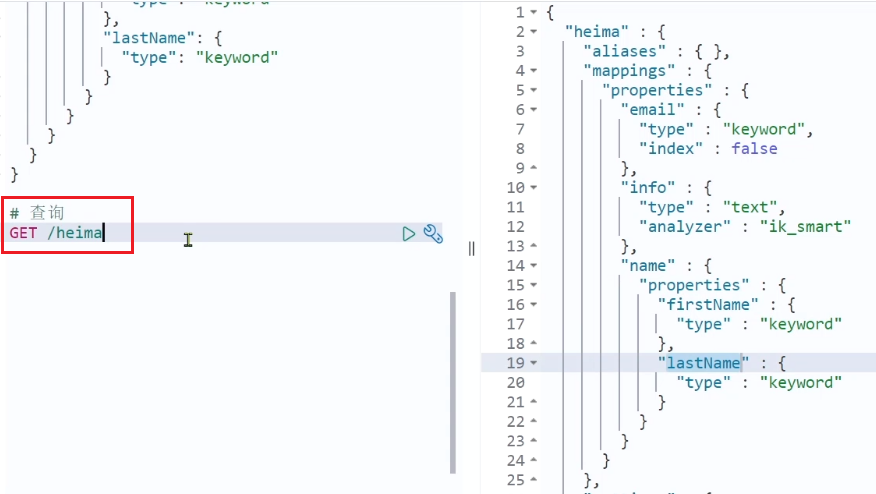 "type": "keyword"
},
"lastName": {
"type": "keyword"
}
}
}
}
}
}
# 查询
GET /heima
1 {
2 "heima" : {
3 "aliases" : { },
4 "mappings" : {
5 "properties" : {
6 "email" : {
7 "type" : "keyword",
8 "index" : false
9 },
10 "info" : {
11 "type" : "text",
12 "analyzer" : "ik_smart"
13 },
14 "name" : {
15 "properties" : {
16 "firstName" : {
17 "type" : "keyword"
18 },
19 "lastName" : {
20 "type" : "keyword"
21 }
22 }
23 }
24 }
25 },